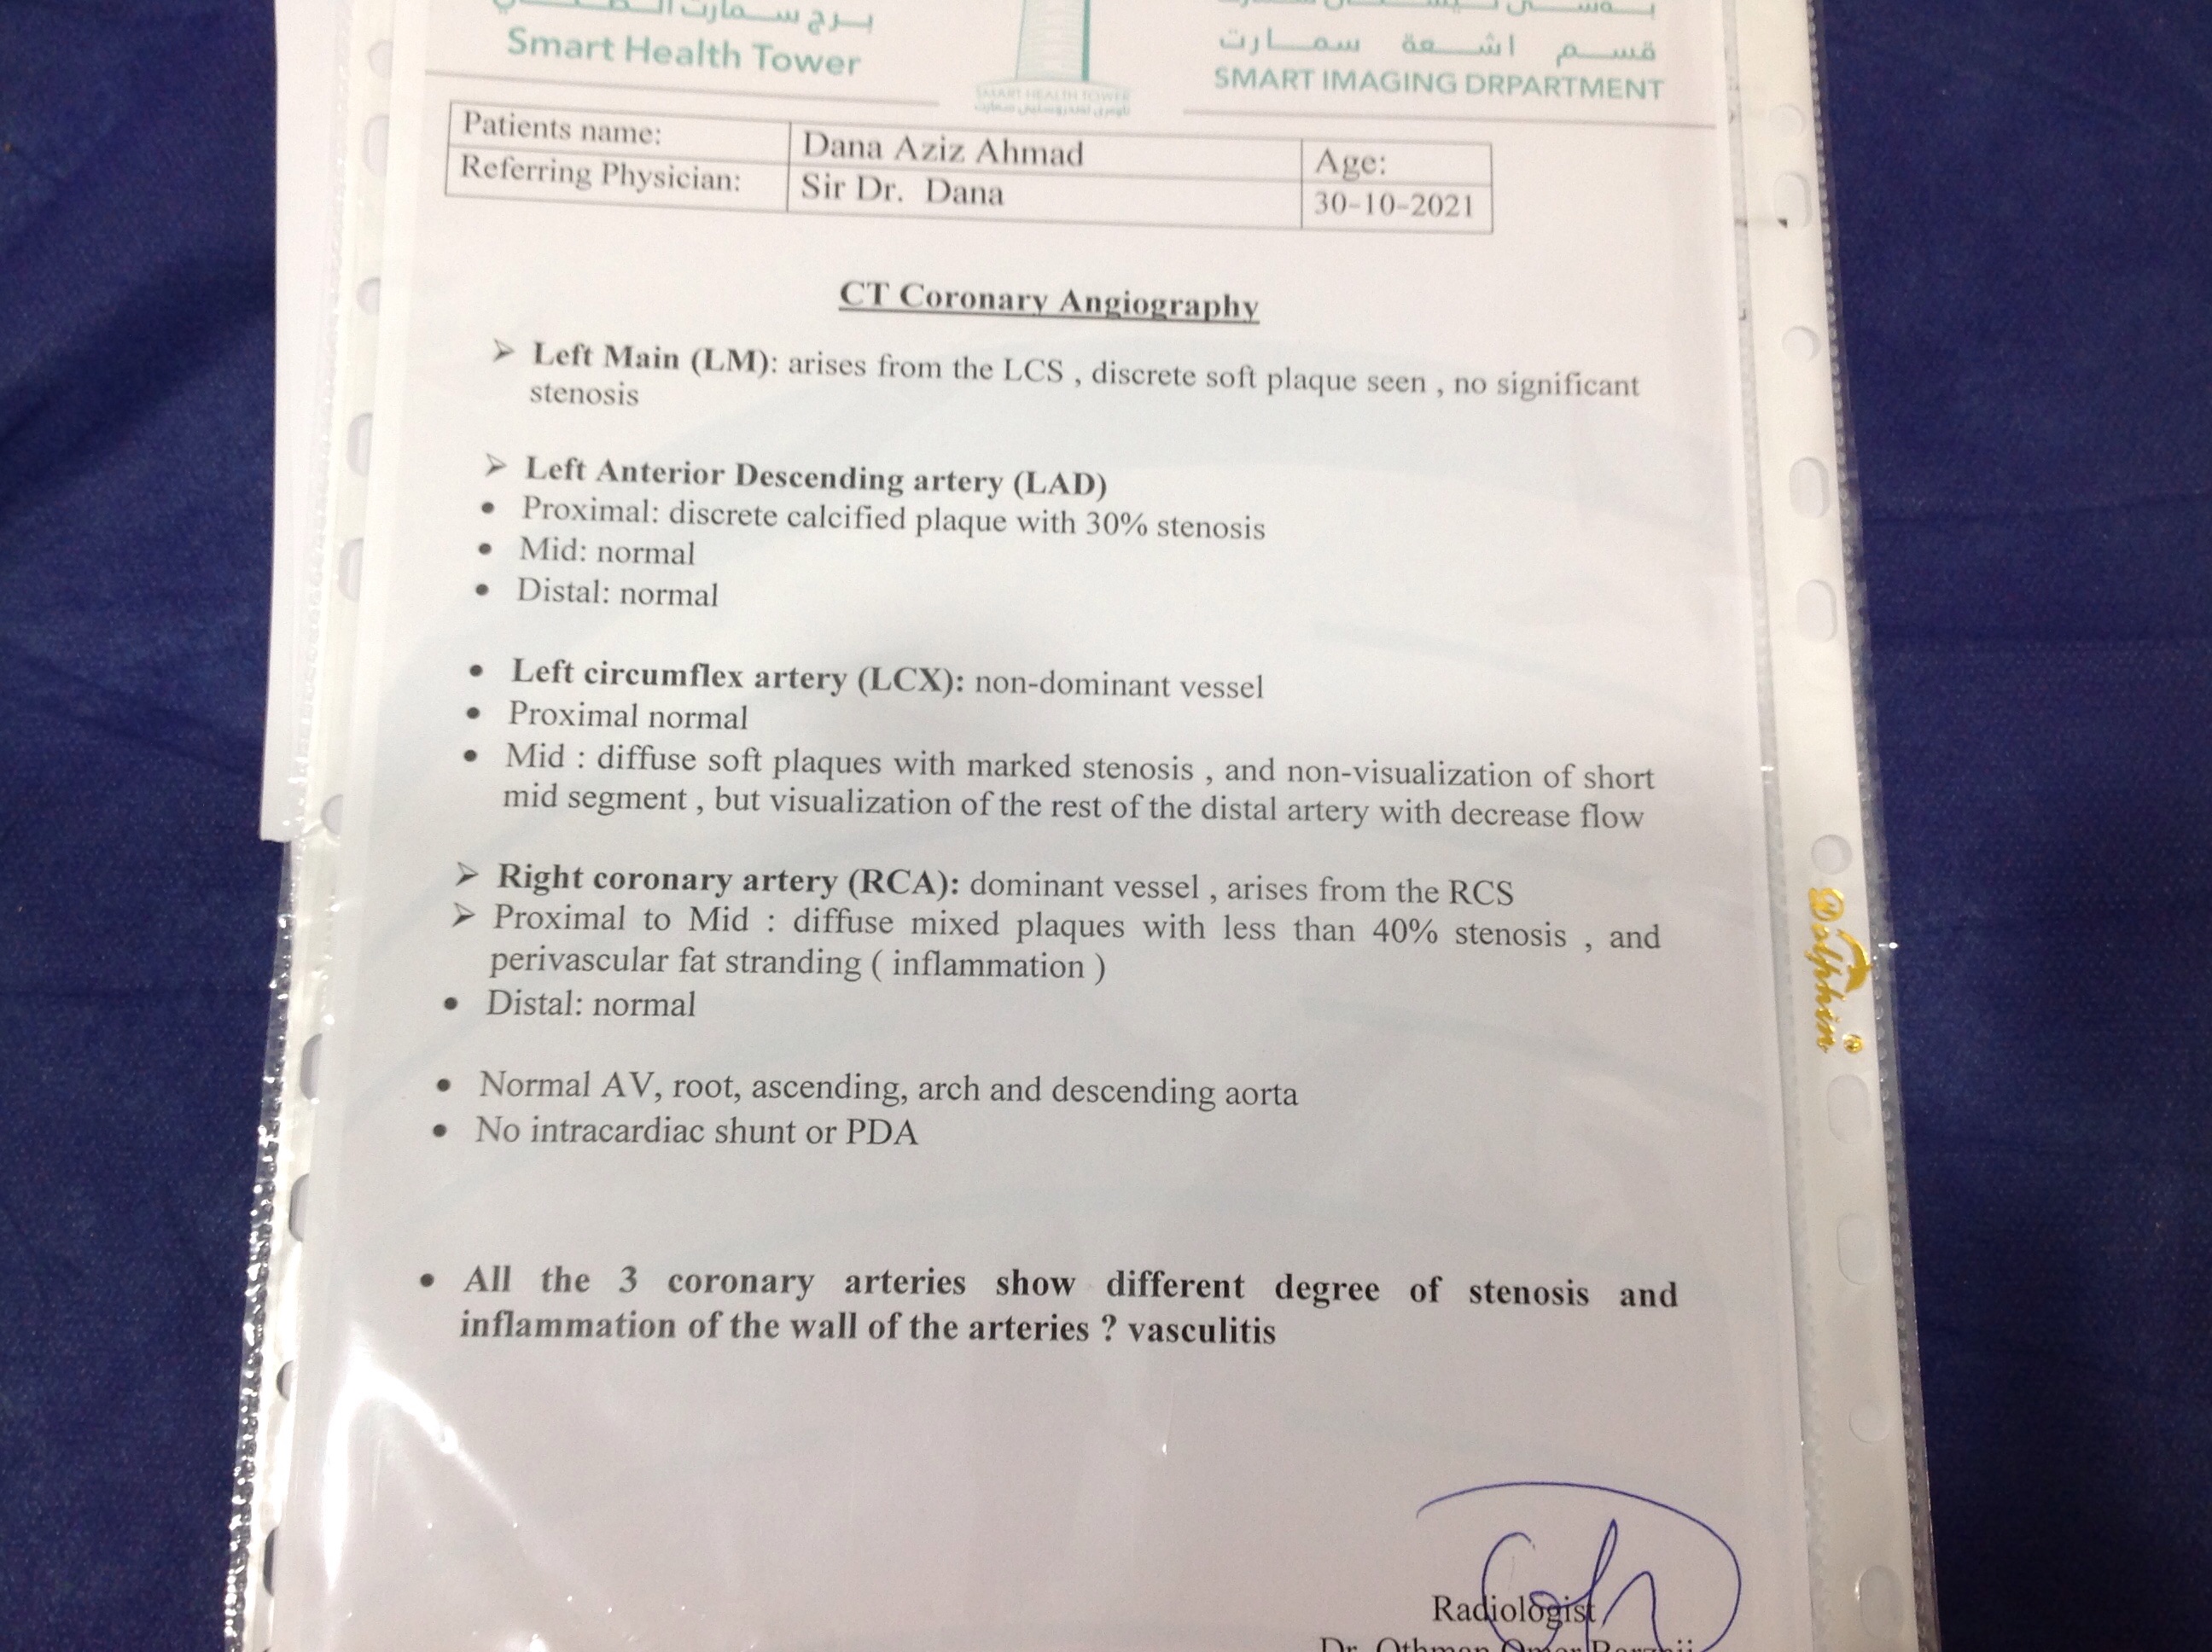 برج سمارت
Smart Health Tower
قسم اشعة سمارت
SMART IMAGING DRPARTMENT
SMART HEALTH TOWER
Patients name: Dana Aziz Ahmad Age:
Referring Physician: Sir Dr. Dana 30-10-2021
CT Coronary Angiography
➢ Left Main (LM): arises from the LCS , discrete soft plaque seen , no significant
stenosis
➢ Left Anterior Descending artery (LAD)
• Proximal: discrete calcified plaque with 30% stenosis
• Mid: normal
• Distal: normal
• Left circumflex artery (LCX): non-dominant vessel
• Proximal normal
• Mid : diffuse soft plaques with marked stenosis , and non-visualization of short
mid segment , but visualization of the rest of the distal artery with decrease flow
➢ Right coronary artery (RCA): dominant vessel , arises from the RCS
➢ Proximal to Mid : diffuse mixed plaques with less than 40% stenosis , and
perivascular fat stranding ( inflammation )
• Distal: normal
• Normal AV, root, ascending, arch and descending aorta
• No intracardiac shunt or PDA
• All the 3 coronary arteries show different degree of stenosis and
inflammation of the wall of the arteries ? vasculitis
Dolphin
Radiologist
Dr. Othman Omer